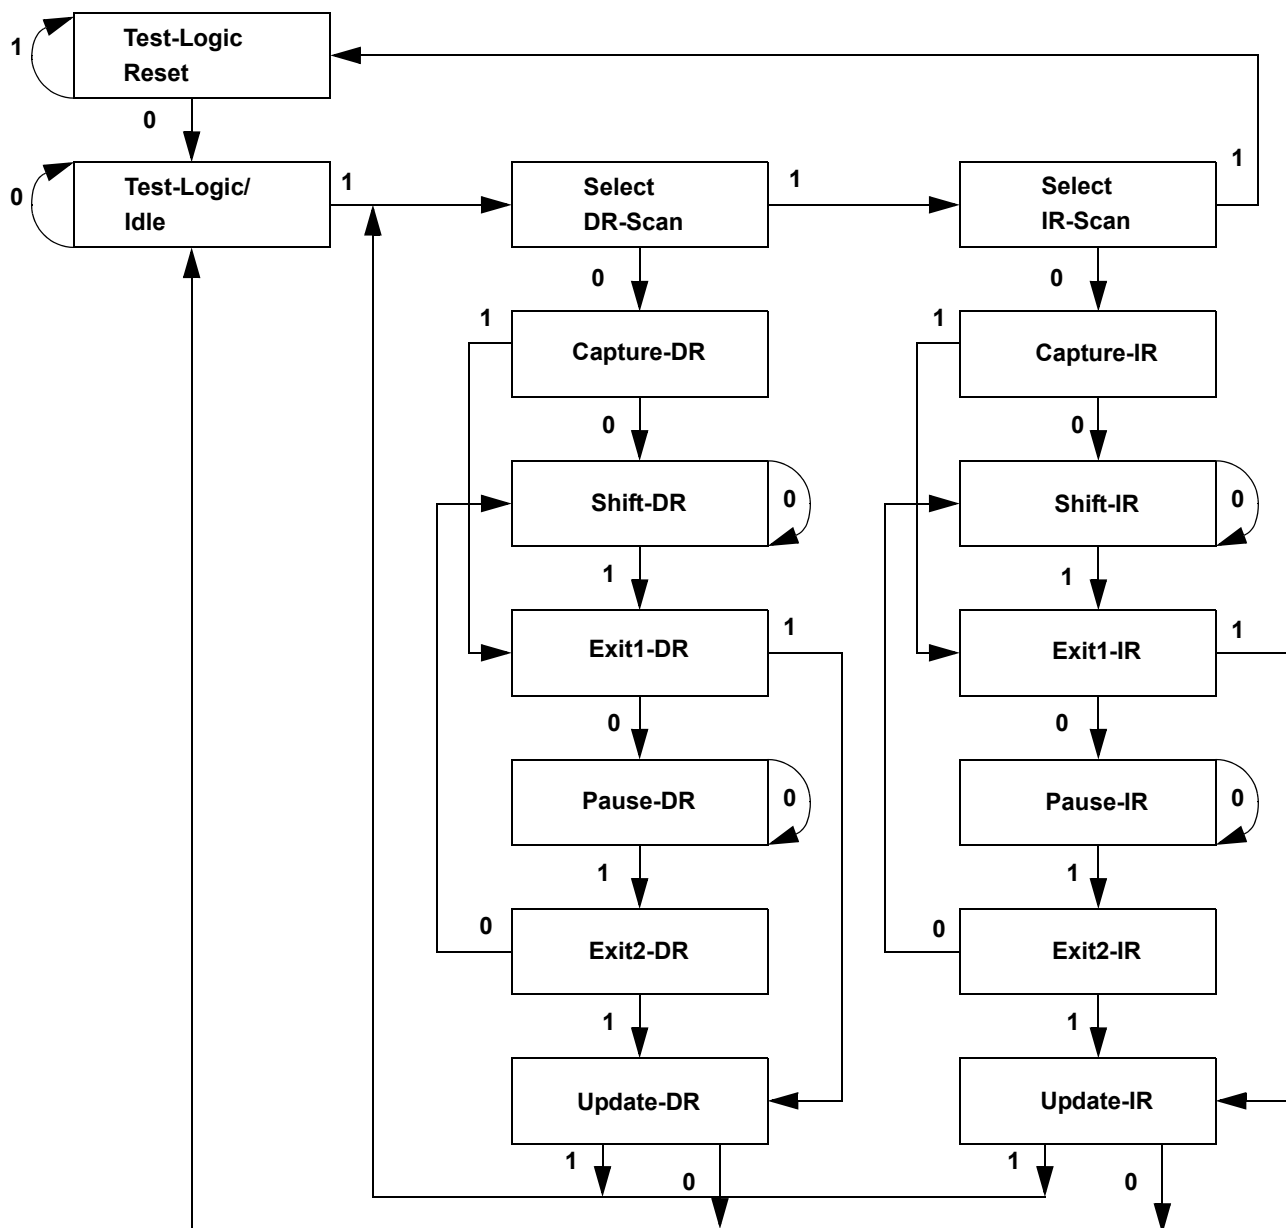 1
Test-Logic
Reset
0
0
Test-Logic/
Idle
1
Select
DR-Scan
1
Select
IR-Scan
1
0
0
1
Capture-DR
1
Capture-IR
0
0
Shift-DR
0
Shift-IR
0
1
1
Exit1-DR
1
Exit1-IR
1
0
0
Pause-DR
0
Pause-IR
0
1
1
0
Exit2-DR
0
Exit2-IR
1
1
Update-DR
Update-IR
1
0
1
0